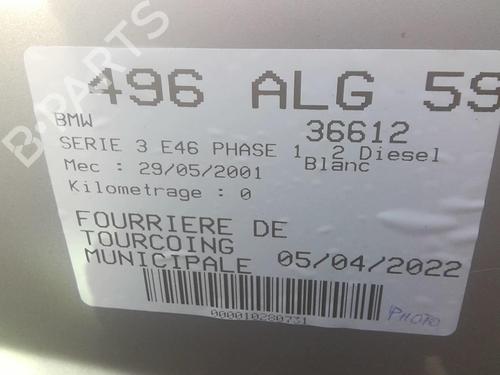 B-PARTS
496 ALG 59
BMW 36612
SERIE 3 E46 PHASE 1 2 Diesel
Mec : 29/05/2001 Blanc
Kilometrage : 0
FOURRIERE DE
TOURCOING
MUNICIPALE 05/04/2022
000010280731
PHOTO